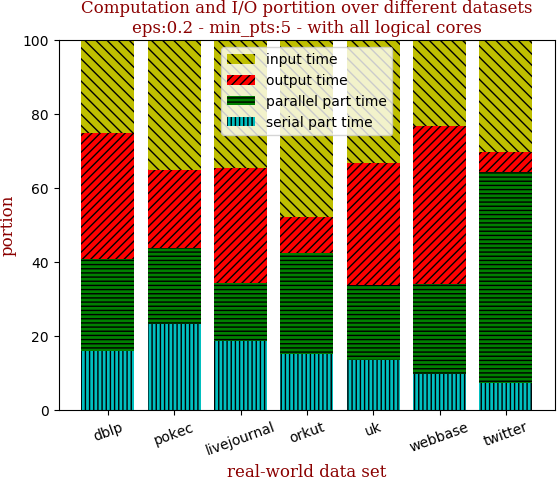 Computation and I/O portition over different datasets
eps:0.2 - min_pts:5 - with all logical cores
100
80
60
40
20
0
portion
input time
output time
parallel part time
serial part time
dblp
pokec
livejournal
orkut
uk
webbase
twitter
real-world data set